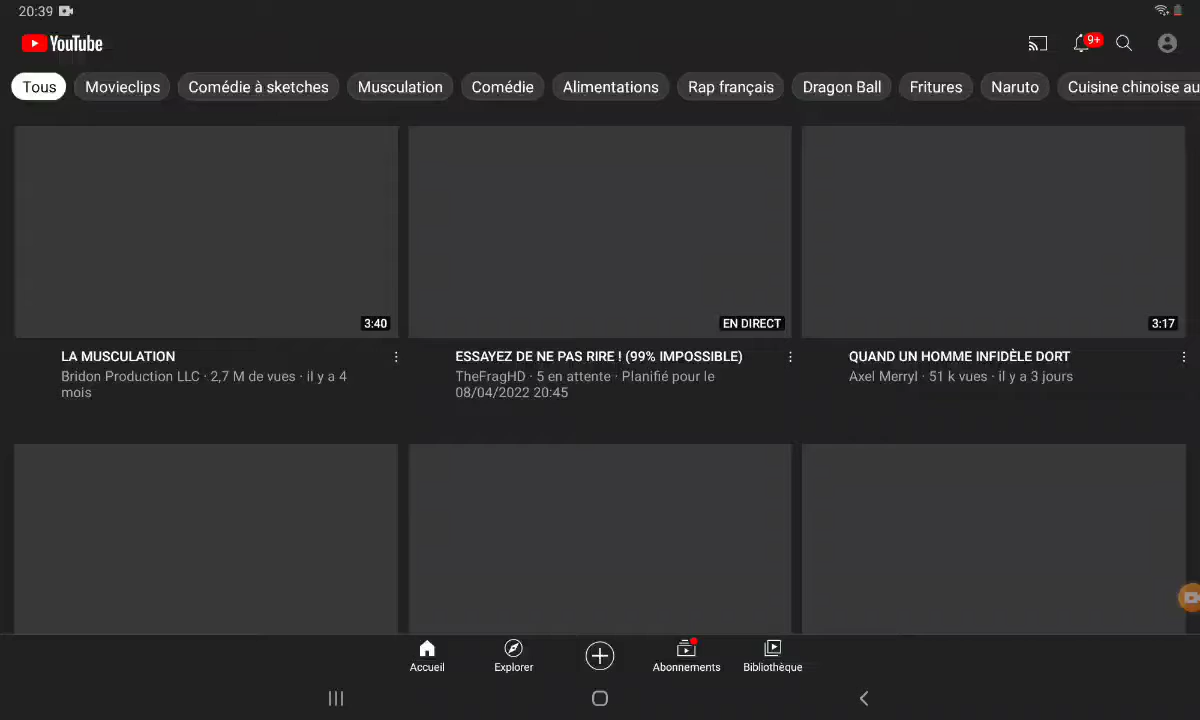 20:39
YouTube
9+
Tous
Movieclips
Comédie à sketches
Musculation
Comédie
Alimentations
Rap français
Dragon Ball
Fritures
Naruto
Cuisine chinoise au
3:40
EN DIRECT
3:17
LA MUSCULATION
Bridon Production LLC · 2,7 M de vues · il y a 4
mois
ESSAYEZ DE NE PAS RIRE ! (99% IMPOSSIBLE)
TheFragHD · 5 en attente · Planifié pour le
08/04/2022 20:45
QUAND UN HOMME INFIDÈLE DORT
Axel Merryl · 51 k vues · il y a 3 jours
Accueil
Explorer
Abonnements
Bibliothèque